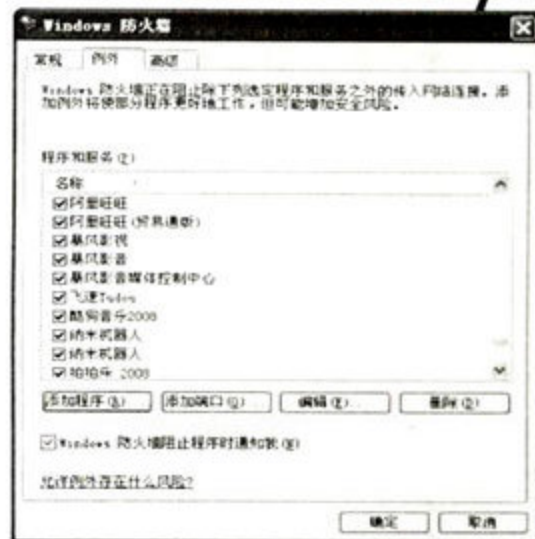 Windows 防火墙
常规 例外 高级
Windows 防火墙正在阻止除下列选定程序和服务之外的传入网络连接。添
加例外将使部分程序更好地工作，但可能增加安全风险。
程序和服务(P)
名称
阿里旺旺
阿里旺旺(贸易通版)
暴风影视
暴风影音
暴风影音媒体控制中心
飞速Tudou
酷狗音乐2008
纳米机器人
纳米机器人
拍拍乐 2008
添加程序(R) 添加端口(O) 编辑(E) 删除(D)
Windows 防火墙阻止程序时通知我(N)
允许例外存在什么风险?
确定 取消